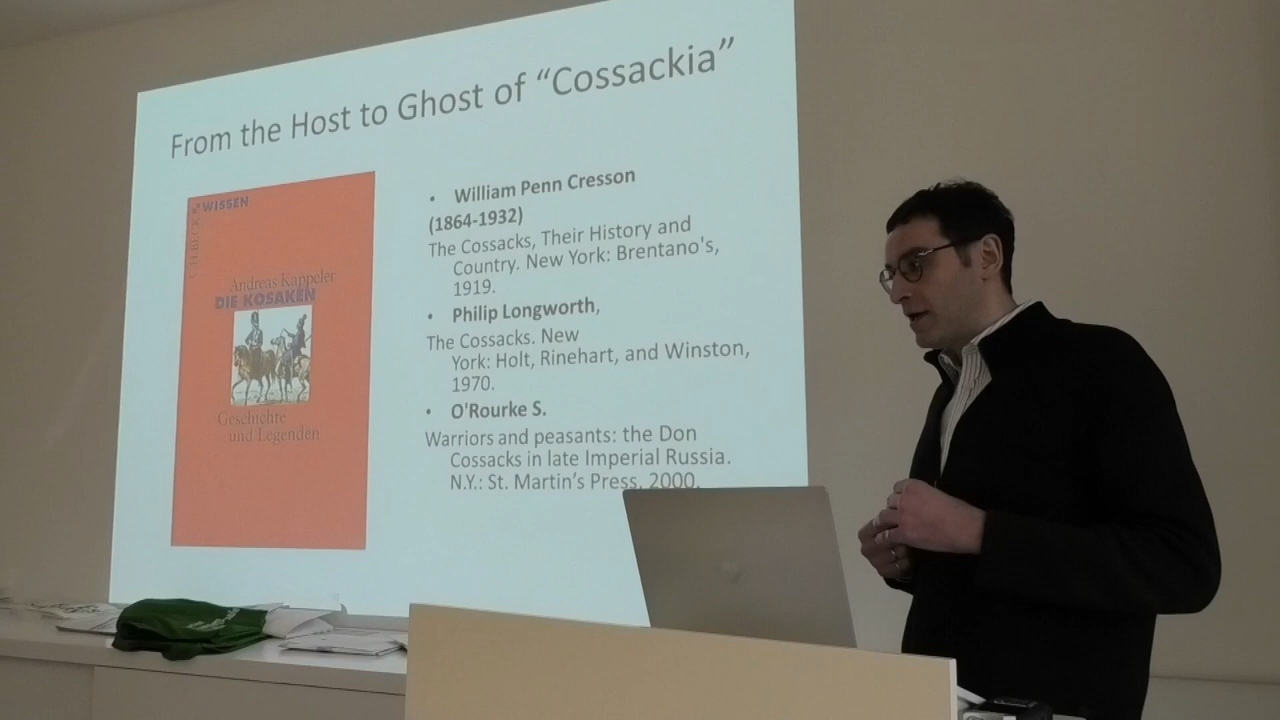 From the Host to Ghost of “Cossackia”
WISSEN
C.H.BECK
Andreas Kappeler
DIE KOSAKEN
Geschichte
und Legenden
• William Penn Cresson
(1864-1932)
The Cossacks, Their History and
Country. New York: Brentano's,
1919.
• Philip Longworth,
The Cossacks. New
York: Holt, Rinehart, and Winston,
1970.
• O'Rourke S.
Warriors and peasants: the Don
Cossacks in late Imperial Russia.
N.Y.: St. Martin’s Press, 2000.